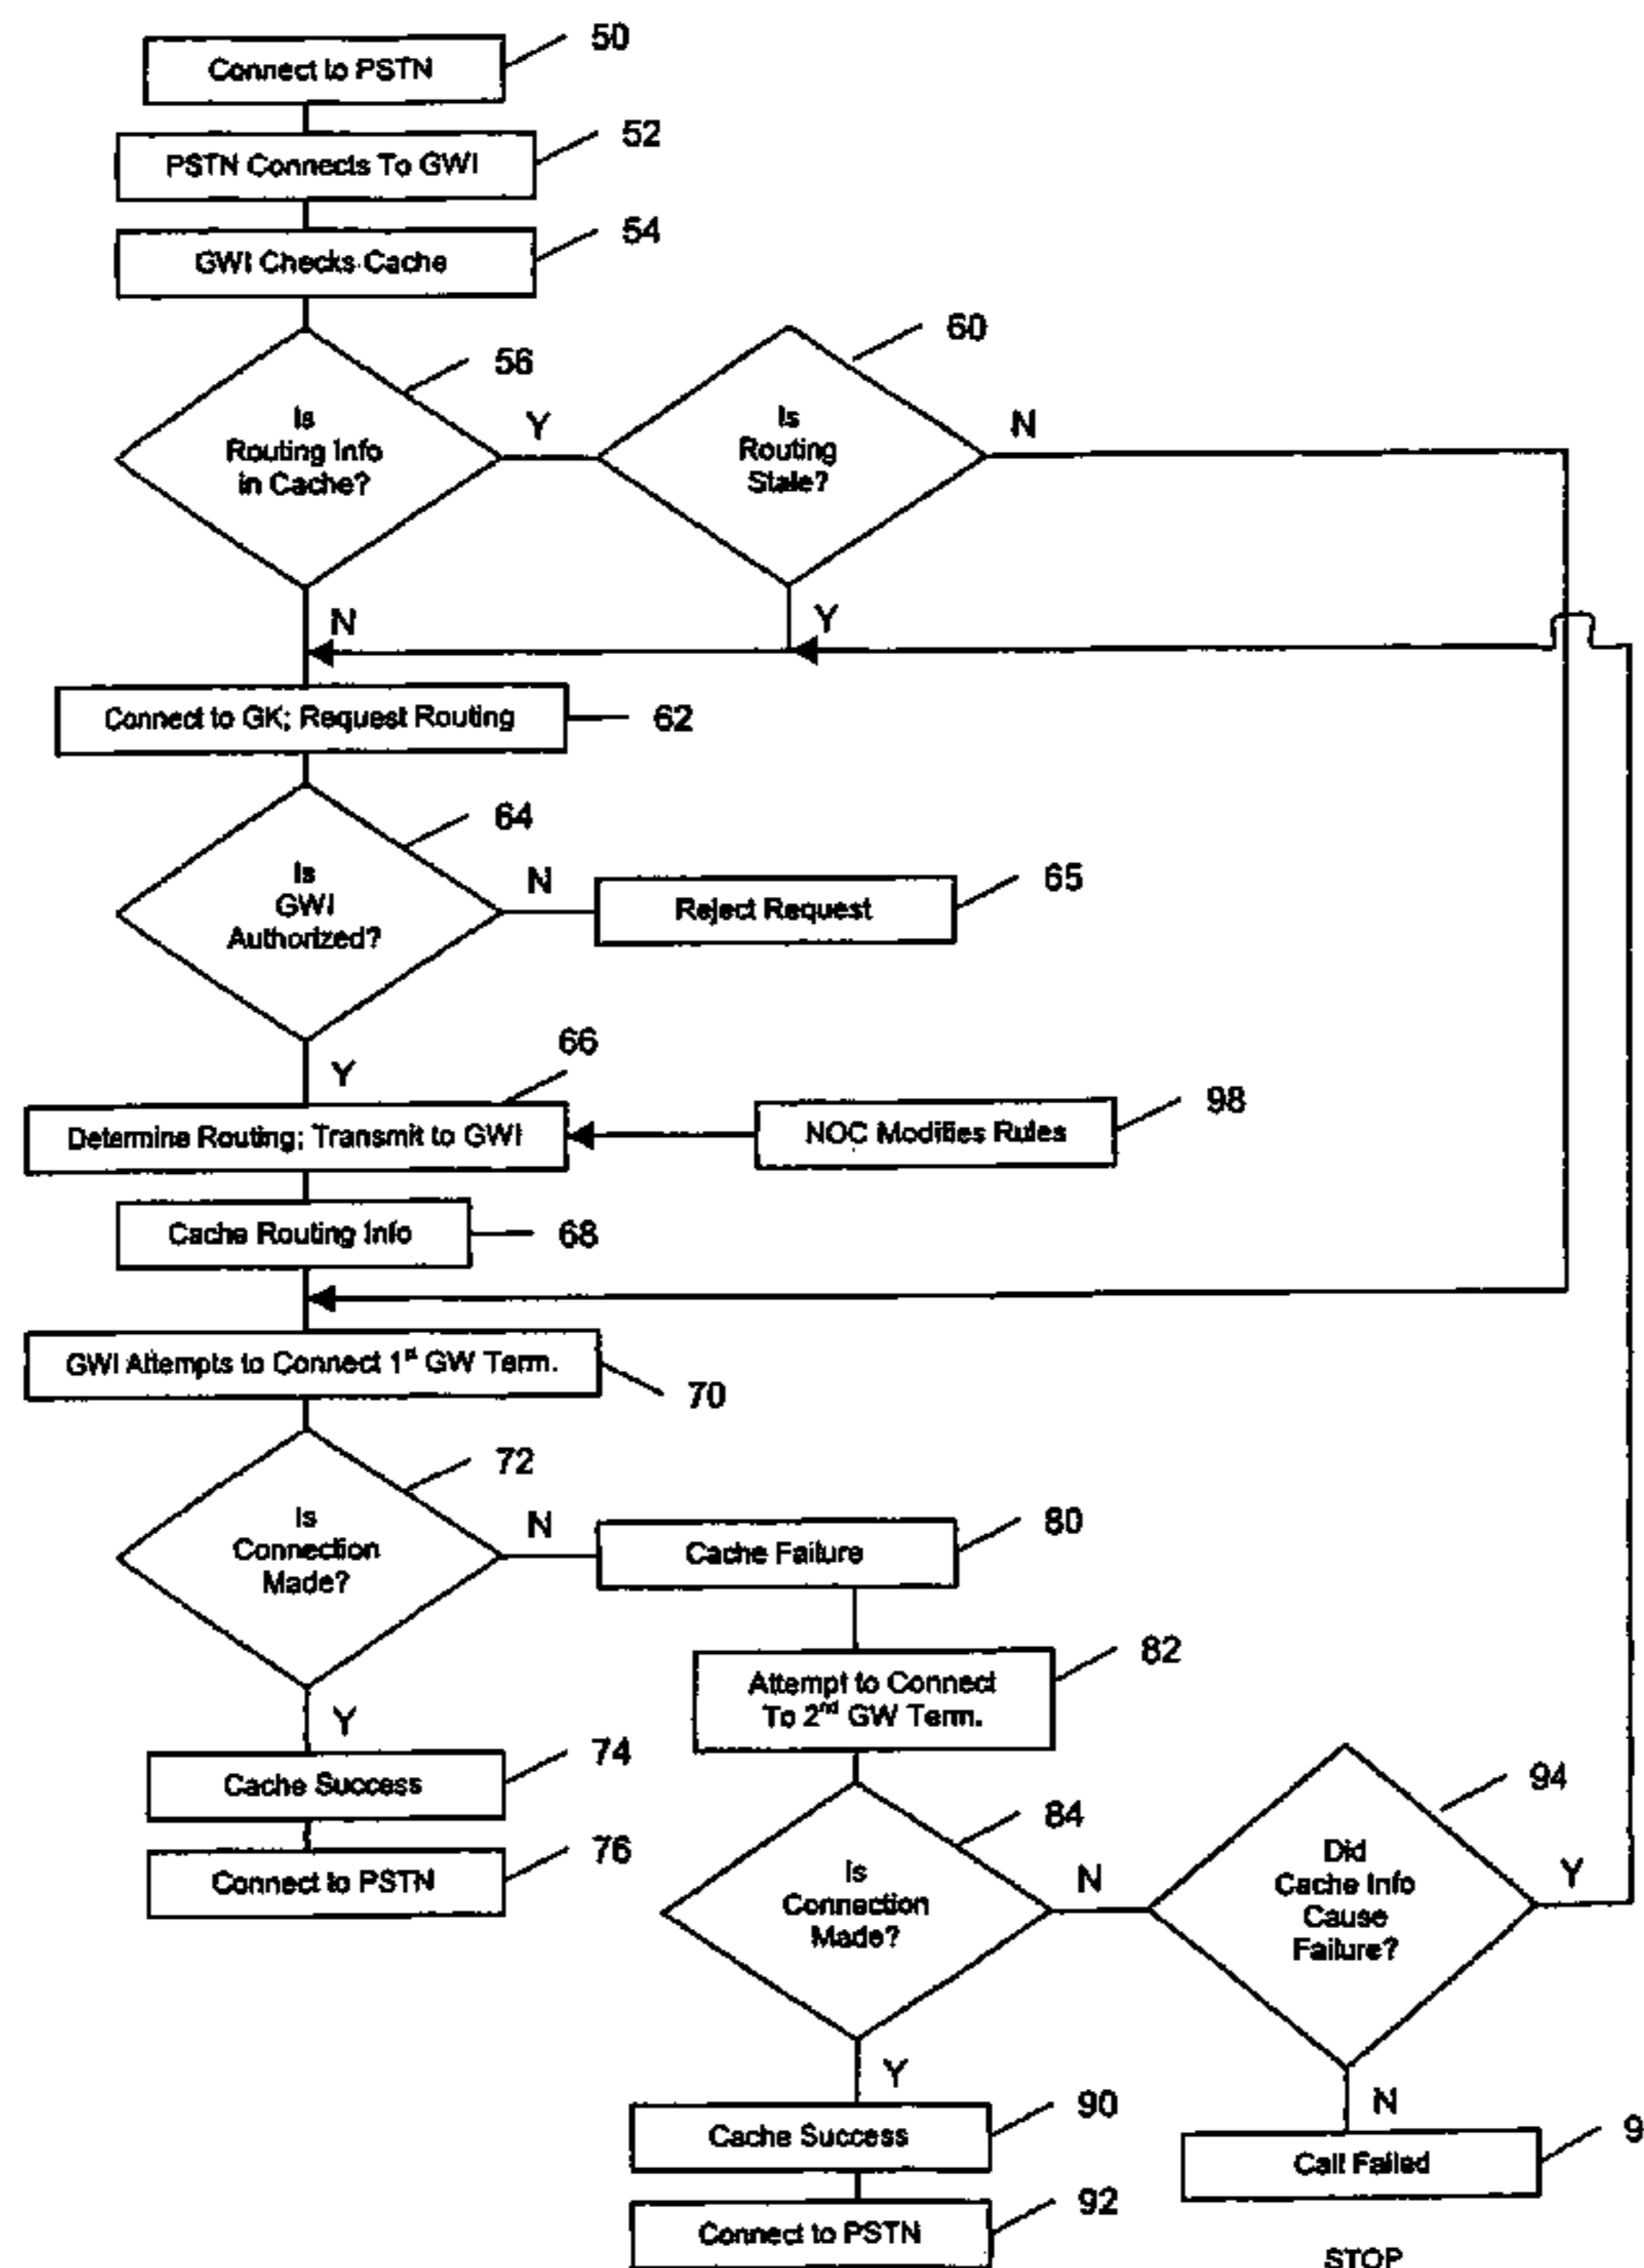 50
Connect to PSTN
52
PSTN Connects To GWI
54
GWI Checks Cache
56
Is
Routing Info
in Cache?
Y
60
Is
Routing
Stale?
N
N
Y
Connect to GK; Request Routing
62
64
Is
GWI
Authorized?
N
65
Reject Request
Y
66
Determine Routing; Transmit to GWI
98
NOC Modifies Rules
Cache Routing Info
68
GWI Attempts to Connect 1st GW Term.
70
72
Is
Connection
Made?
N
80
Cache Failure
82
Attempt to Connect
To 2nd GW Term.
Y
74
Cache Success
76
Connect to PSTN
84
Is
Connection
Made?
N
94
Did
Cache Info
Cause
Failure?
Y
Y
90
Cache Success
92
Connect to PSTN
N
9
Call Failed
STOP